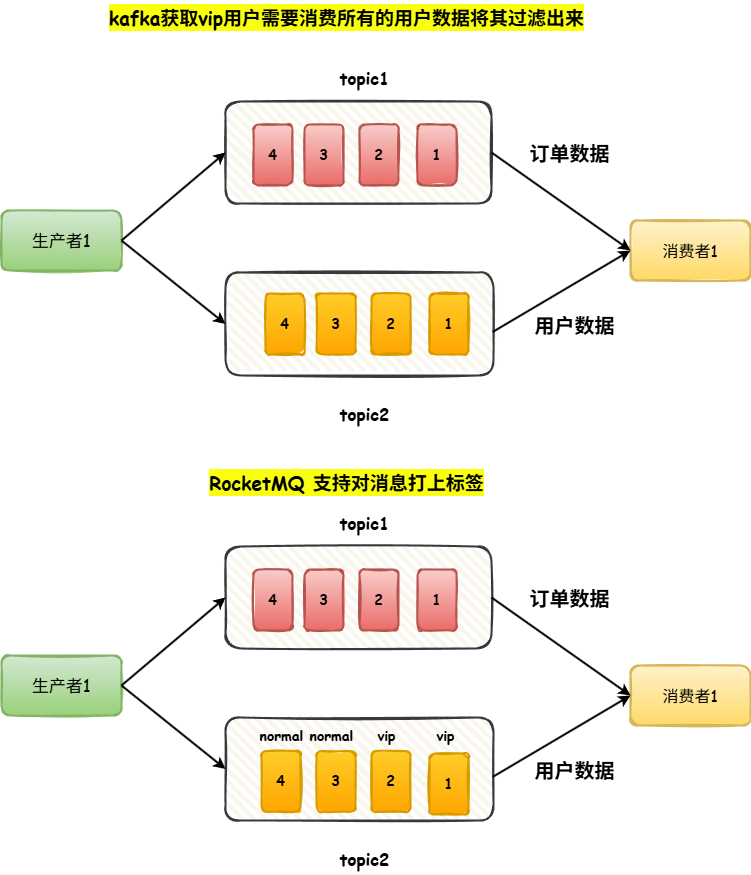 kafka获取vip用户需要消费所有的用户数据将其过滤出来
topic1
4 3 2 1
订单数据
生产者1
消费者1
4 3 2 1
用户数据
topic2
RocketMQ 支持对消息打上标签
topic1
4 3 2 1
订单数据
生产者1
消费者1
normal normal vip vip
4 3 2 1
用户数据
topic2